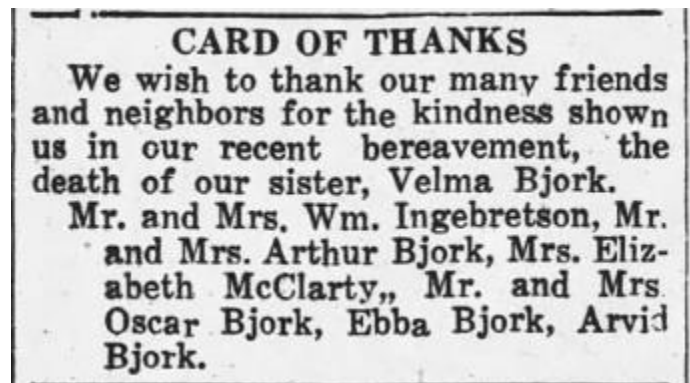 CARD OF THANKS
We wish to thank our many friends
and neighbors for the kindness shown
us in our recent bereavement, the
death of our sister, Velma Bjork.
Mr. and Mrs. Wm. Ingebretson, Mr.
and Mrs. Arthur Bjork, Mrs. Eliz-
abeth McClarty,, Mr. and Mrs
Oscar Bjork, Ebba Bjork, Arvid
Bjork.